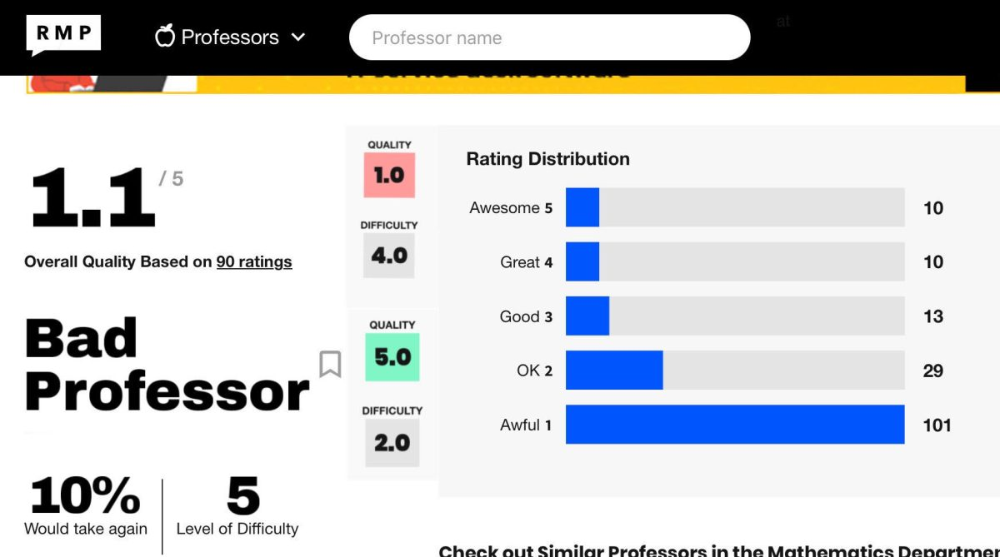 RMP
Professors
Professor name
at
1.1 / 5
Overall Quality Based on 90 ratings
Bad
Professor
10%
Would take again
5
Level of Difficulty
QUALITY
1.0
DIFFICULTY
4.0
QUALITY
5.0
DIFFICULTY
2.0
Rating Distribution
Awesome 5 10
Great 4 10
Good 3 13
OK 2 29
Awful 1 101
Check out Similar Professors in the Mathematics Departmen